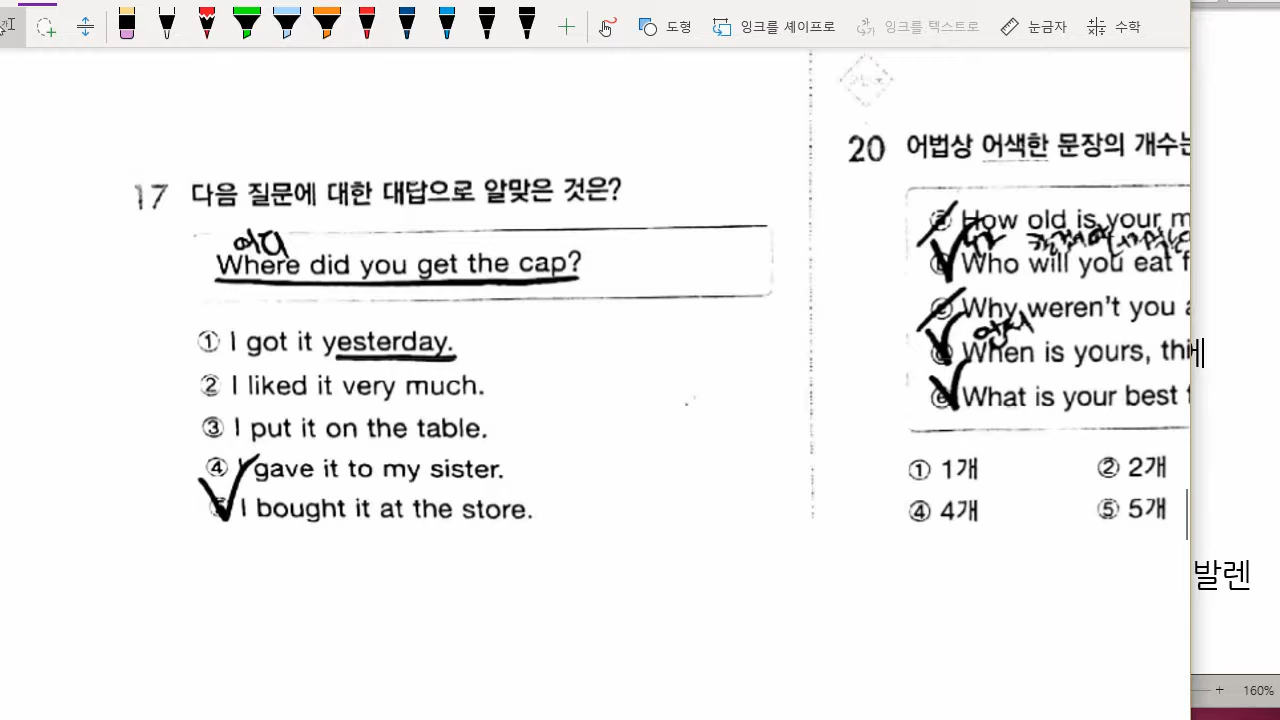 도형
잉크를 셰이프로
잉크를 텍스트로
눈금자
수학
17 다음 질문에 대한 대답으로 알맞은 것은?
어디
Where did you get the cap?
① I got it yesterday.
② I liked it very much.
③ I put it on the table.
④ I gave it to my sister.
⑤ I bought it at the store.
20 어법상 어색한 문장의 개수는
ⓐ How old is your m
ⓑ Who will you eat f
ⓒ Why weren't you a
ⓓ When is yours, thi
ⓔ What is your best t
① 1개 ② 2개
④ 4개 ⑤ 5개
에
발렌
160%